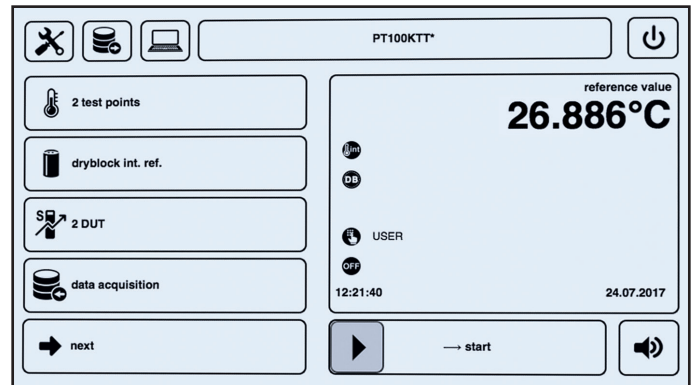 PT100KTT*
2 test points
dryblock int. ref.
S
2 DUT
data acquisition
next
reference value
26.886°C
int
DB
USER
OFF
12:21:40
24.07.2017
→ start